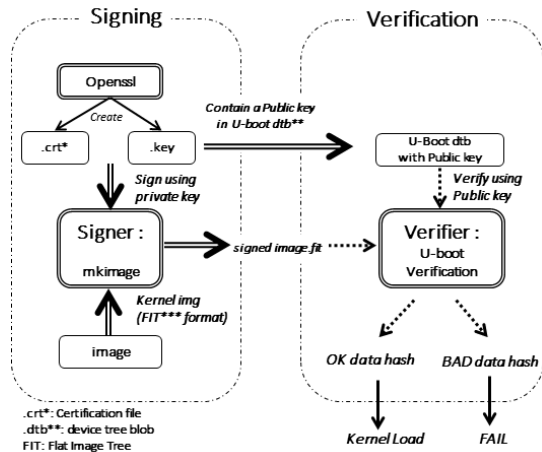 Signing
Verification
Openssl
Create
.crt*
.key
Contain a Public key
in U-boot dtb**
U-Boot dtb
with Public key
Sign using
private key
Verify using
Public key
Signer :
mkimage
signed image.fit
Verifier :
U-boot
Verification
Kernel img
(FIT*** format)
image
OK data hash
BAD data hash
Kernel Load
FAIL
.crt*: Certification file
.dtb**: device tree blob
FIT: Flat Image Tree